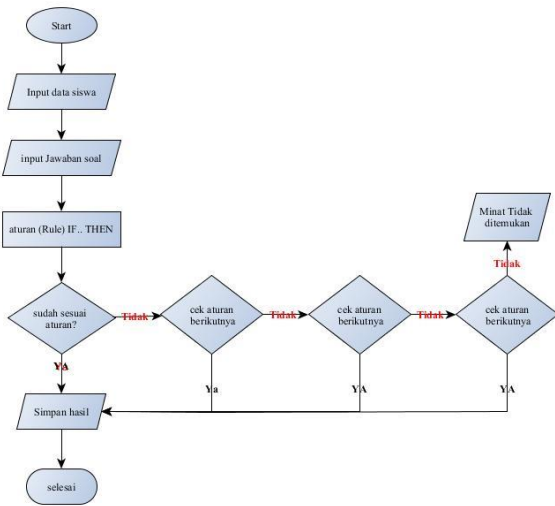 Start
Input data siswa
input Jawaban soal
aturan (Rule) IF.. THEN
Minat Tidak
ditemukan
Tidak
sudah sesuai
aturan?
Tidak
cek aturan
berikutnya
Tidak
cek aturan
berikutnya
Tidak
cek aturan
berikutnya
YA
Ya
YA
YA
Simpan hasil
selesai